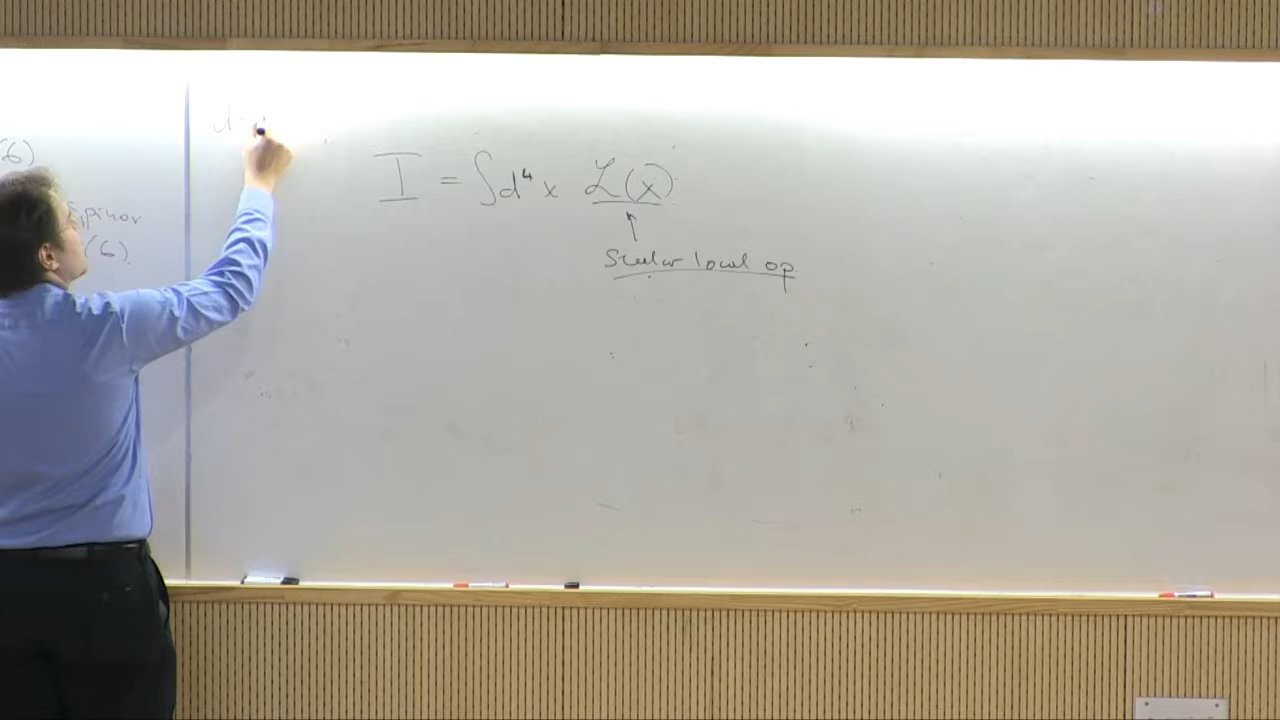 (6)
Spinor
(6)
I = ∫d⁴x ℒ(x)
↑
Scalar local op